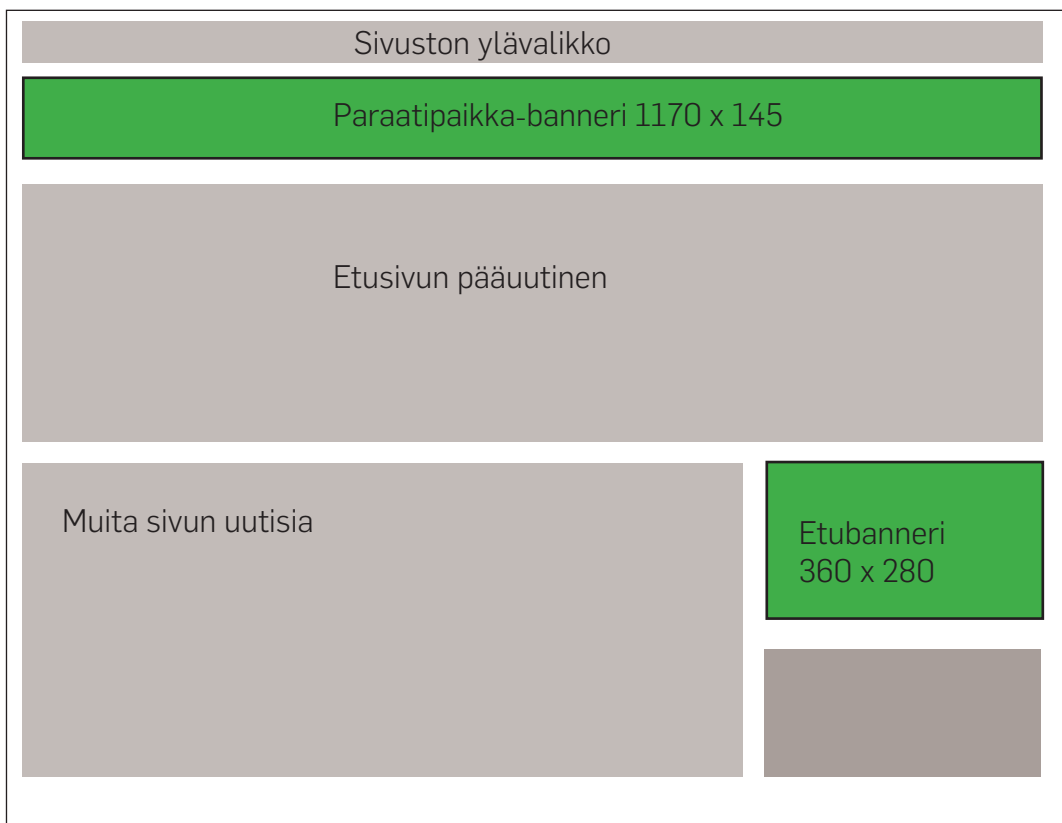 Sivuston ylävalikko
Paraatipaikka-banneri 1170 x 145
Etusivun pääuutinen
Muita sivun uutisia
Etubanneri
360 x 280